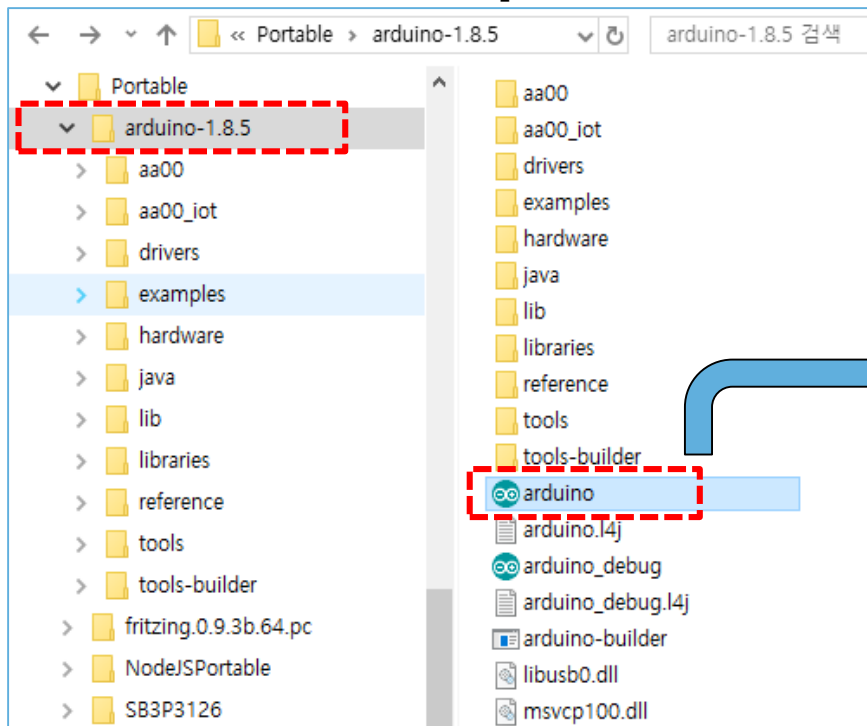 « Portable › arduino-1.8.5
arduino-1.8.5 검색
Portable
arduino-1.8.5
aa00
aa00_iot
drivers
examples
hardware
java
lib
libraries
reference
tools
tools-builder
fritzing.0.9.3b.64.pc
NodeJSPortable
SB3P3126
aa00
aa00_iot
drivers
examples
hardware
java
lib
libraries
reference
tools
tools-builder
arduino
arduino.l4j
arduino_debug
arduino_debug.l4j
arduino-builder
libusb0.dll
msvcp100.dll